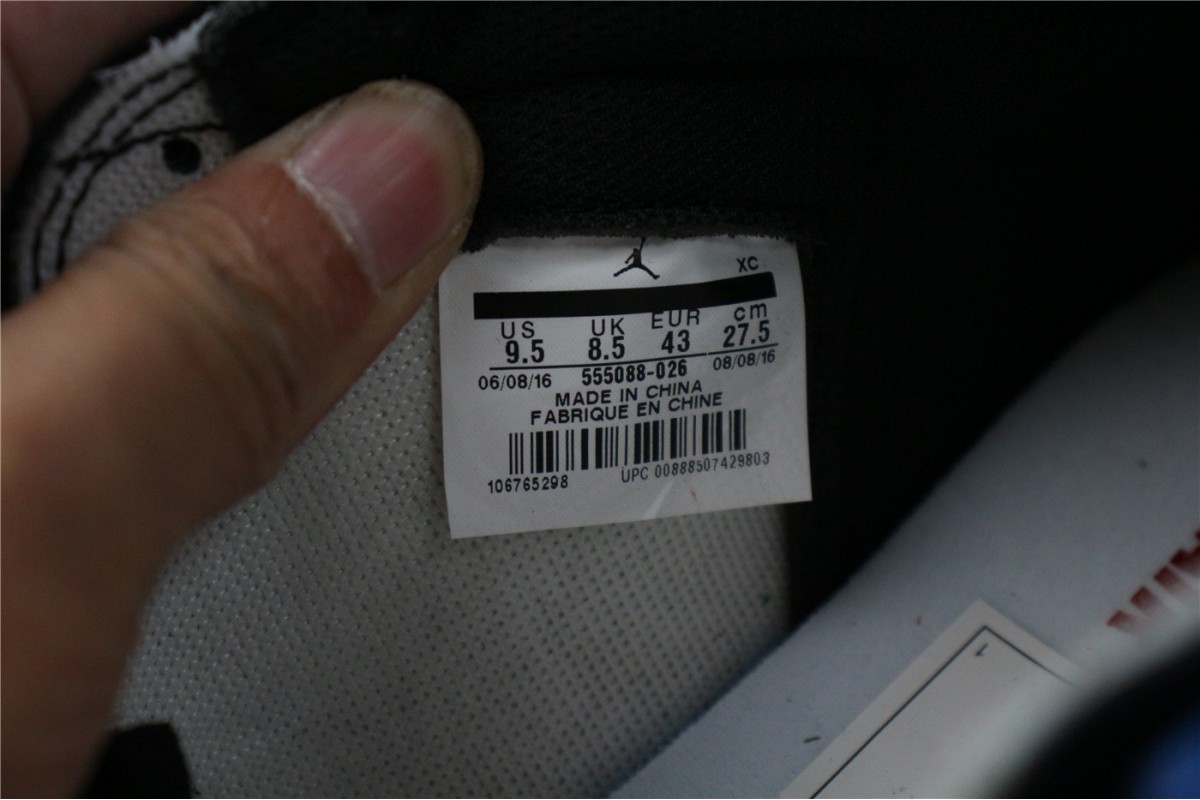 XC
US UK EUR cm
9.5 8.5 43 27.5
06/08/16 555088-026 08/08/16
MADE IN CHINA
FABRIQUE EN CHINE
106765298 UPC 00888507429803
1